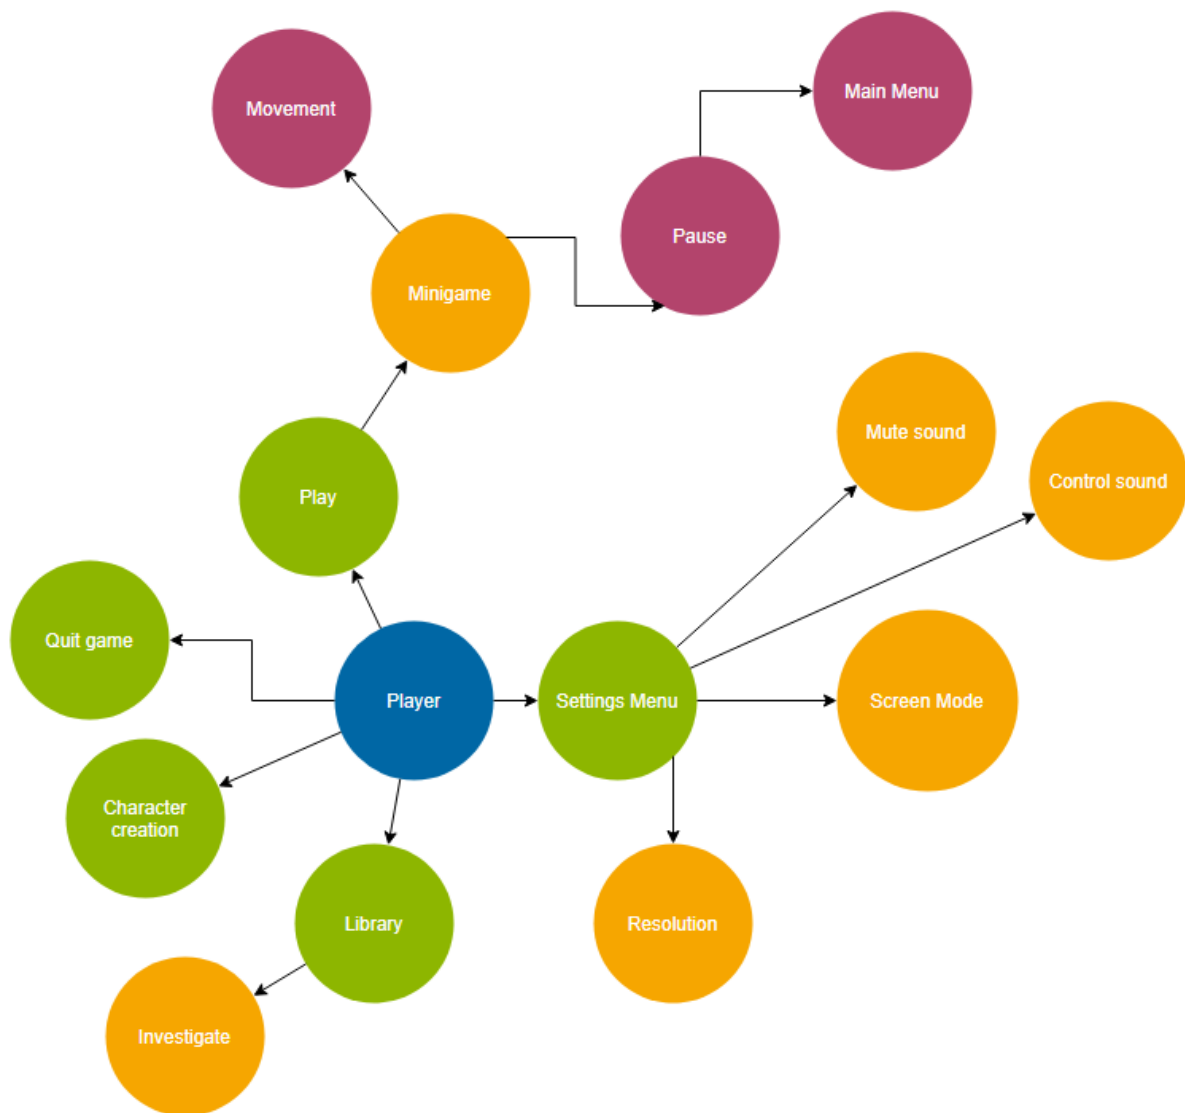 Main Menu
Movement
Pause
Minigame
Mute sound
Control sound
Play
Quit game
Player
Settings Menu
Screen Mode
Character
creation
Library
Resolution
Investigate